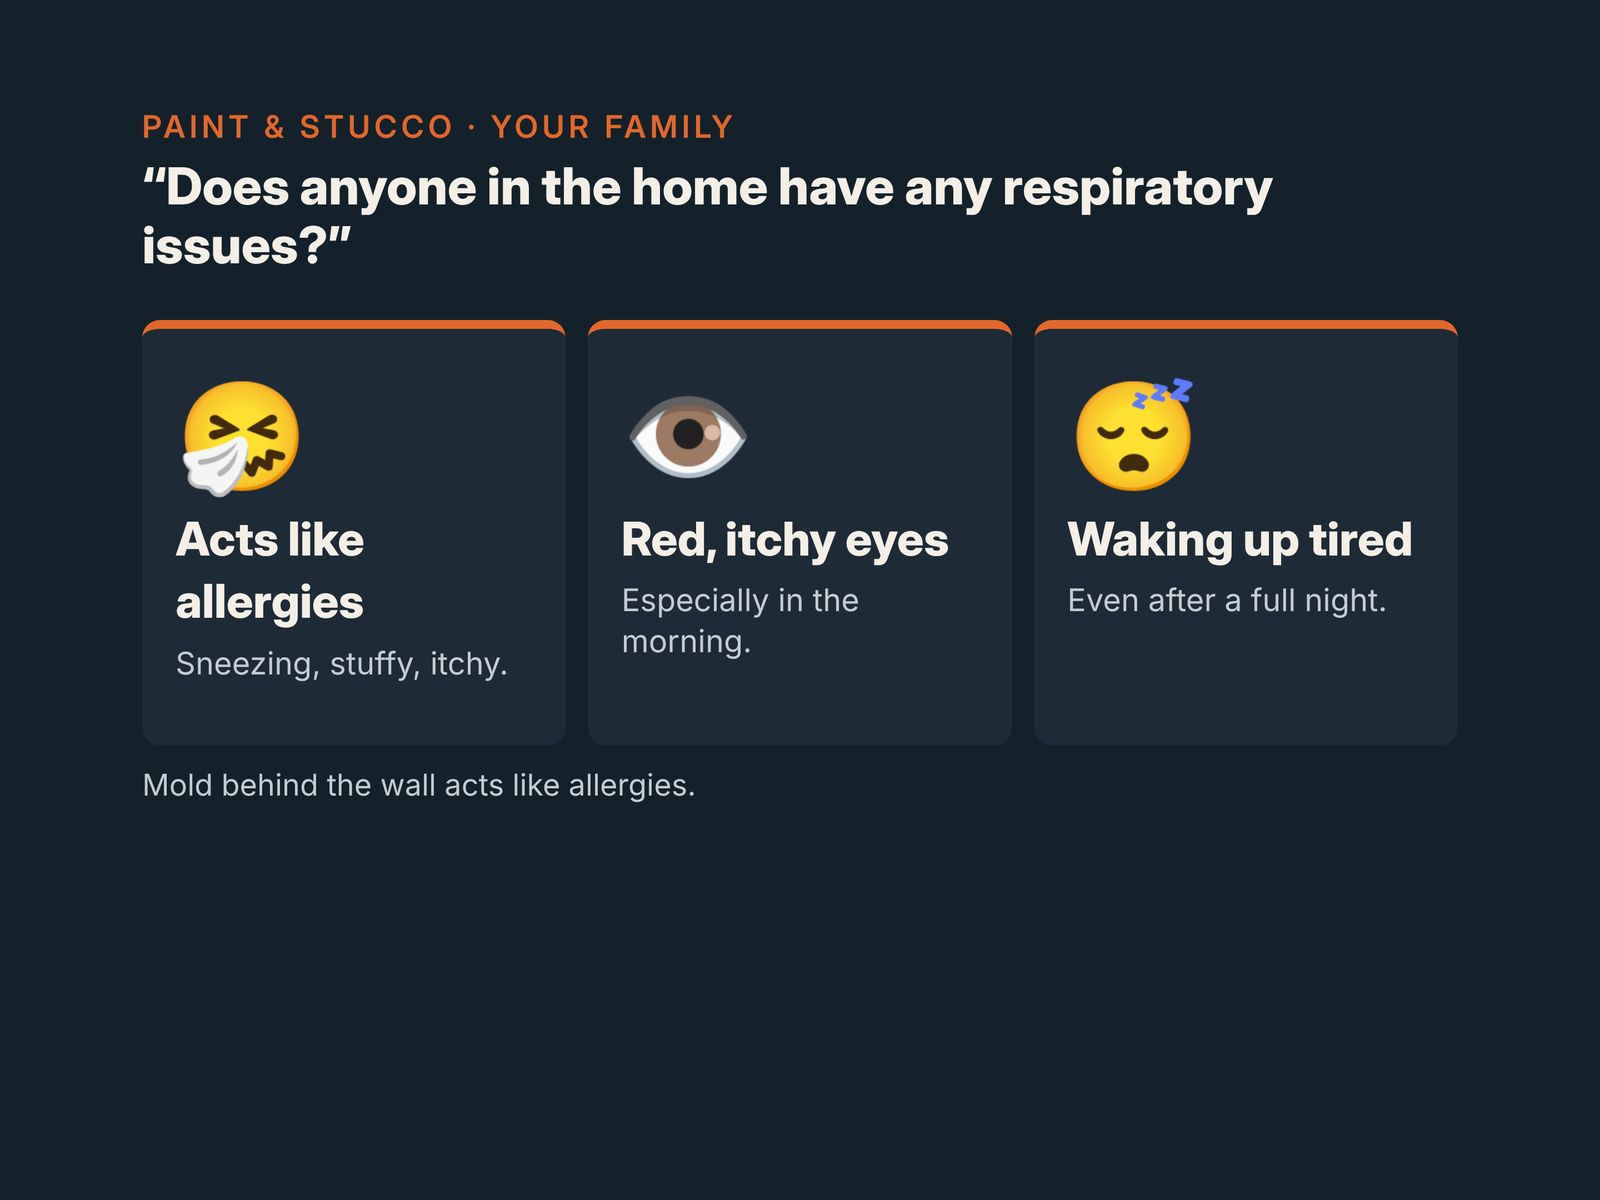 PAINT & STUCCO · YOUR FAMILY
“Does anyone in the home have any respiratory
issues?”
Acts like
allergies
Sneezing, stuffy, itchy.
Red, itchy eyes
Especially in the
morning.
Waking up tired
Even after a full night.
Mold behind the wall acts like allergies.